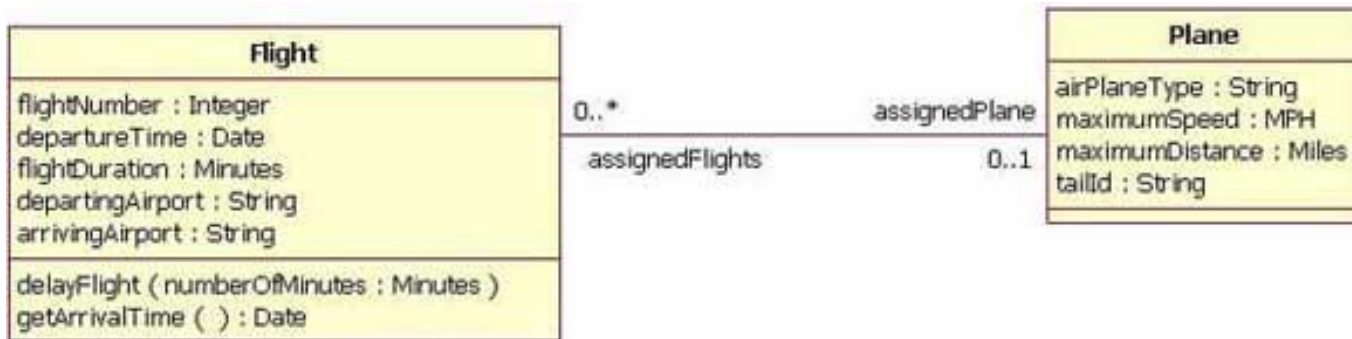 Flight
flightNumber : Integer
departureTime : Date
flightDuration : Minutes
departingAirport : String
arrivingAirport : String
delayFlight ( numberOfMinutes : Minutes )
getArrivalTime ( ) : Date
0..*
assignedFlights
assignedPlane
0..1
Plane
airPlaneType : String
maximumSpeed : MPH
maximumDistance : Miles
tailId : String